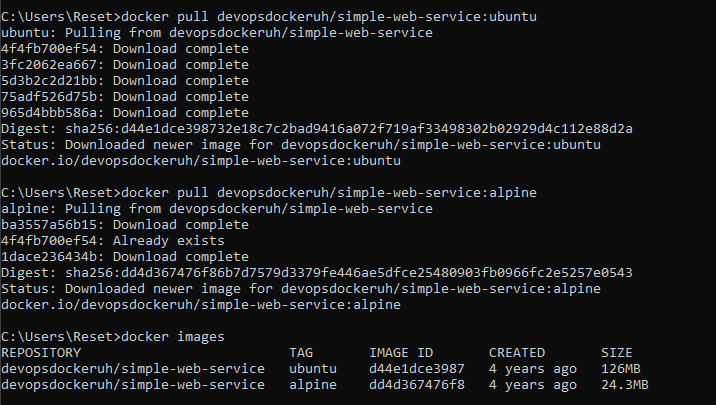 C:\Users\Reset>docker pull devopsdockeruh/simple-web-service:ubuntu
ubuntu: Pulling from devopsdockeruh/simple-web-service
4f4fb700ef54: Download complete
3fc2062ea667: Download complete
5d3b2c2d21bb: Download complete
75adf526d75b: Download complete
965d4bbb586a: Download complete
Digest: sha256:d44e1dce398732e18c7c2bad9416a072f719af33498302b02929d4c112e88d2a
Status: Downloaded newer image for devopsdockeruh/simple-web-service:ubuntu
docker.io/devopsdockeruh/simple-web-service:ubuntu
C:\Users\Reset>docker pull devopsdockeruh/simple-web-service:alpine
alpine: Pulling from devopsdockeruh/simple-web-service
ba3557a56b15: Download complete
4f4fb700ef54: Already exists
1dace236434b: Download complete
Digest: sha256:dd4d367476f86b7d7579d3379fe446ae5dfce25480903fb0966fc2e5257e0543
Status: Downloaded newer image for devopsdockeruh/simple-web-service:alpine
docker.io/devopsdockeruh/simple-web-service:alpine
C:\Users\Reset>docker images
REPOSITORY TAG IMAGE ID CREATED SIZE
devopsdockeruh/simple-web-service ubuntu d44e1dce3987 4 years ago 126MB
devopsdockeruh/simple-web-service alpine dd4d367476f8 4 years ago 24.3MB